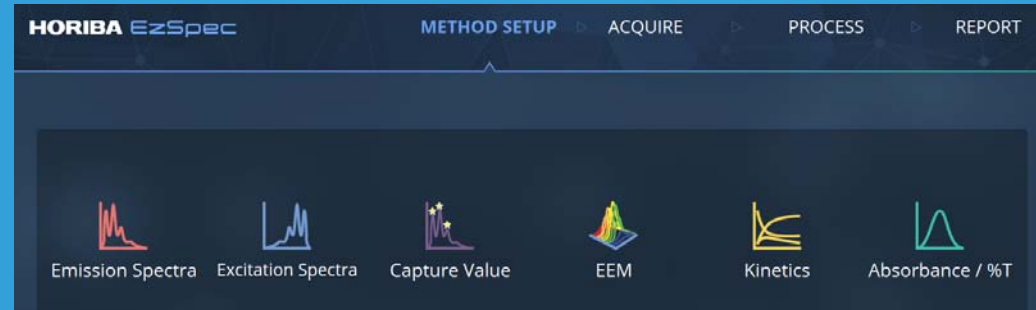 HORIBA EzSpec METHOD SETUP ACQUIRE PROCESS REPORT
Emission Spectra Excitation Spectra Capture Value EEM Kinetics Absorbance / %T